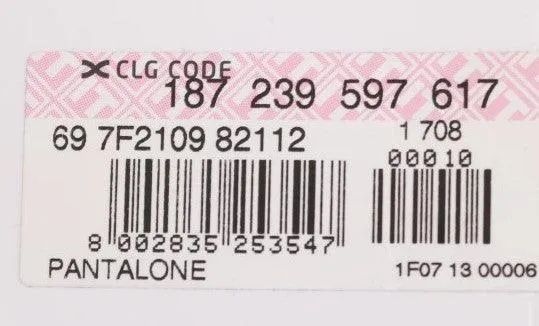 CLG CODE
187 239 597 617
69 7F2109 82112
1 708
00010
8 002835 253547
PANTALONE
1F07 13 00006